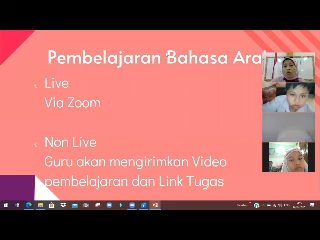 Pembelajaran Bahasa Ara
Live
Via Zoom
Non Live
Guru akan mengirimkan Video
pembelajaran dan Link Tugas